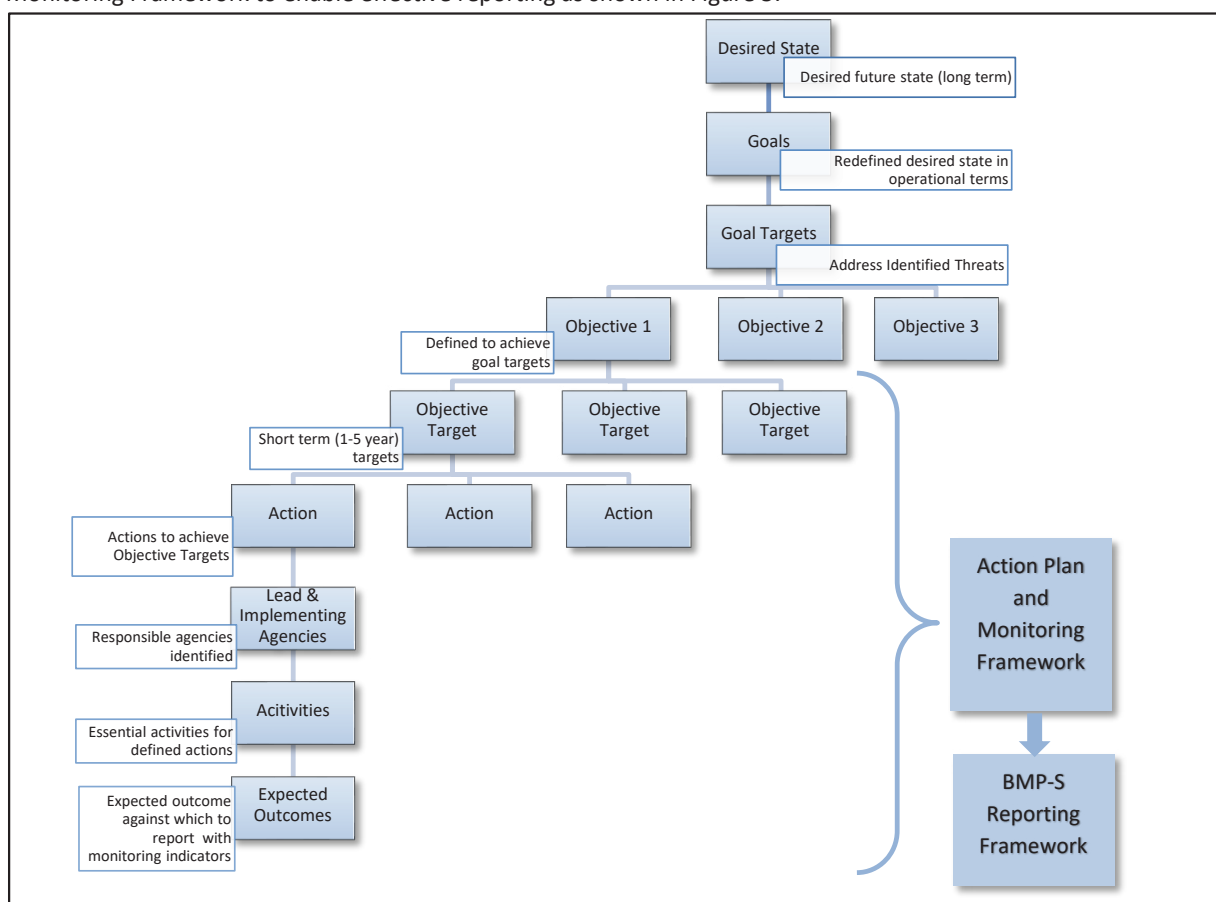 Monitoring Framework to enable effective reporting as shown in Figure 3.
Desired State
Desired future state (long term)
Goals
Redefined desired state in
operational terms
Goal Targets
Address Identified Threats
Objective 1
Objective 2
Objective 3
Defined to achieve
goal targets
Objective
Target
Objective
Target
Objective
Target
Short term (1-5 year)
targets
Action
Action
Action
Actions to achieve
Objective Targets
Lead &
Implementing
Agencies
Responsible agencies
identified
Acitivities
Essential activities for
defined actions
Expected
Outcomes
Expected outcome
against which to
report with
monitoring indicators
Action Plan
and
Monitoring
Framework
BMP-S
Reporting
Framework